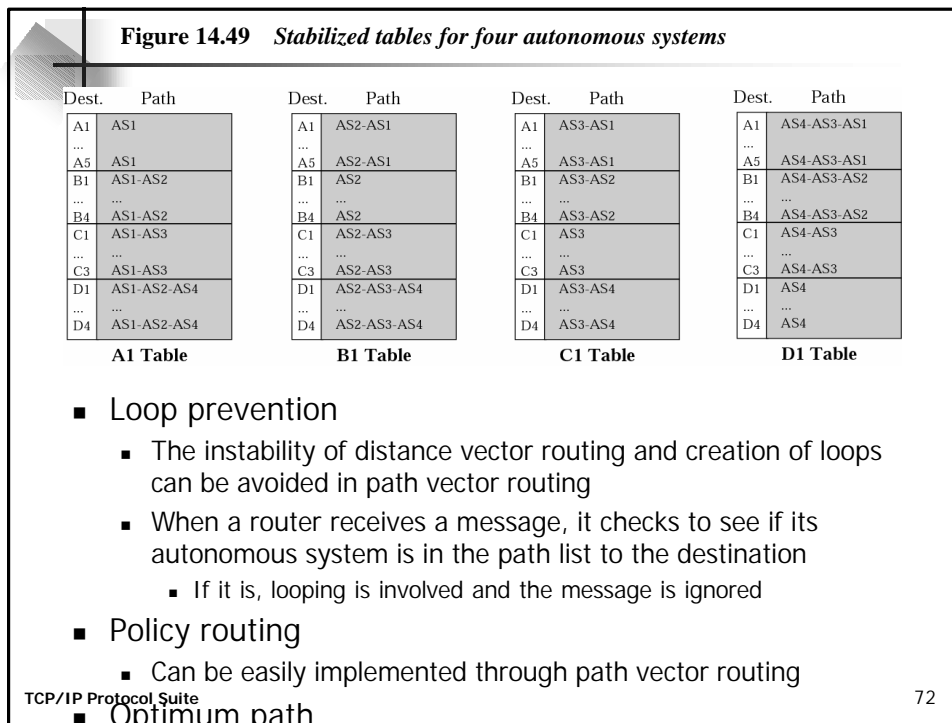 Figure 14.49 Stabilized tables for four autonomous systems
Dest. Path
A1 AS1
...
A5 AS1
B1 AS1-AS2
... ...
B4 AS1-AS2
C1 AS1-AS3
... ...
C3 AS1-AS3
D1 AS1-AS2-AS4
... ...
D4 AS1-AS2-AS4
A1 Table
Dest. Path
A1 AS2-AS1
...
A5 AS2-AS1
B1 AS2
... ...
B4 AS2
C1 AS2-AS3
... ...
C3 AS2-AS3
D1 AS2-AS3-AS4
... ...
D4 AS2-AS3-AS4
B1 Table
Dest. Path
A1 AS3-AS1
...
A5 AS3-AS1
B1 AS3-AS2
... ...
B4 AS3-AS2
C1 AS3
... ...
C3 AS3
D1 AS3-AS4
... ...
D4 AS3-AS4
C1 Table
Dest. Path
A1 AS4-AS3-AS1
...
A5 AS4-AS3-AS1
B1 AS4-AS3-AS2
... ...
B4 AS4-AS3-AS2
C1 AS4-AS3
... ...
C3 AS4-AS3
D1 AS4
... ...
D4 AS4
D1 Table
▪ Loop prevention
▪ The instability of distance vector routing and creation of loops
can be avoided in path vector routing
▪ When a router receives a message, it checks to see if its
autonomous system is in the path list to the destination
▪ If it is, looping is involved and the message is ignored
▪ Policy routing
▪ Can be easily implemented through path vector routing
TCP/IP Protocol Suite 72
▪ Optimum path